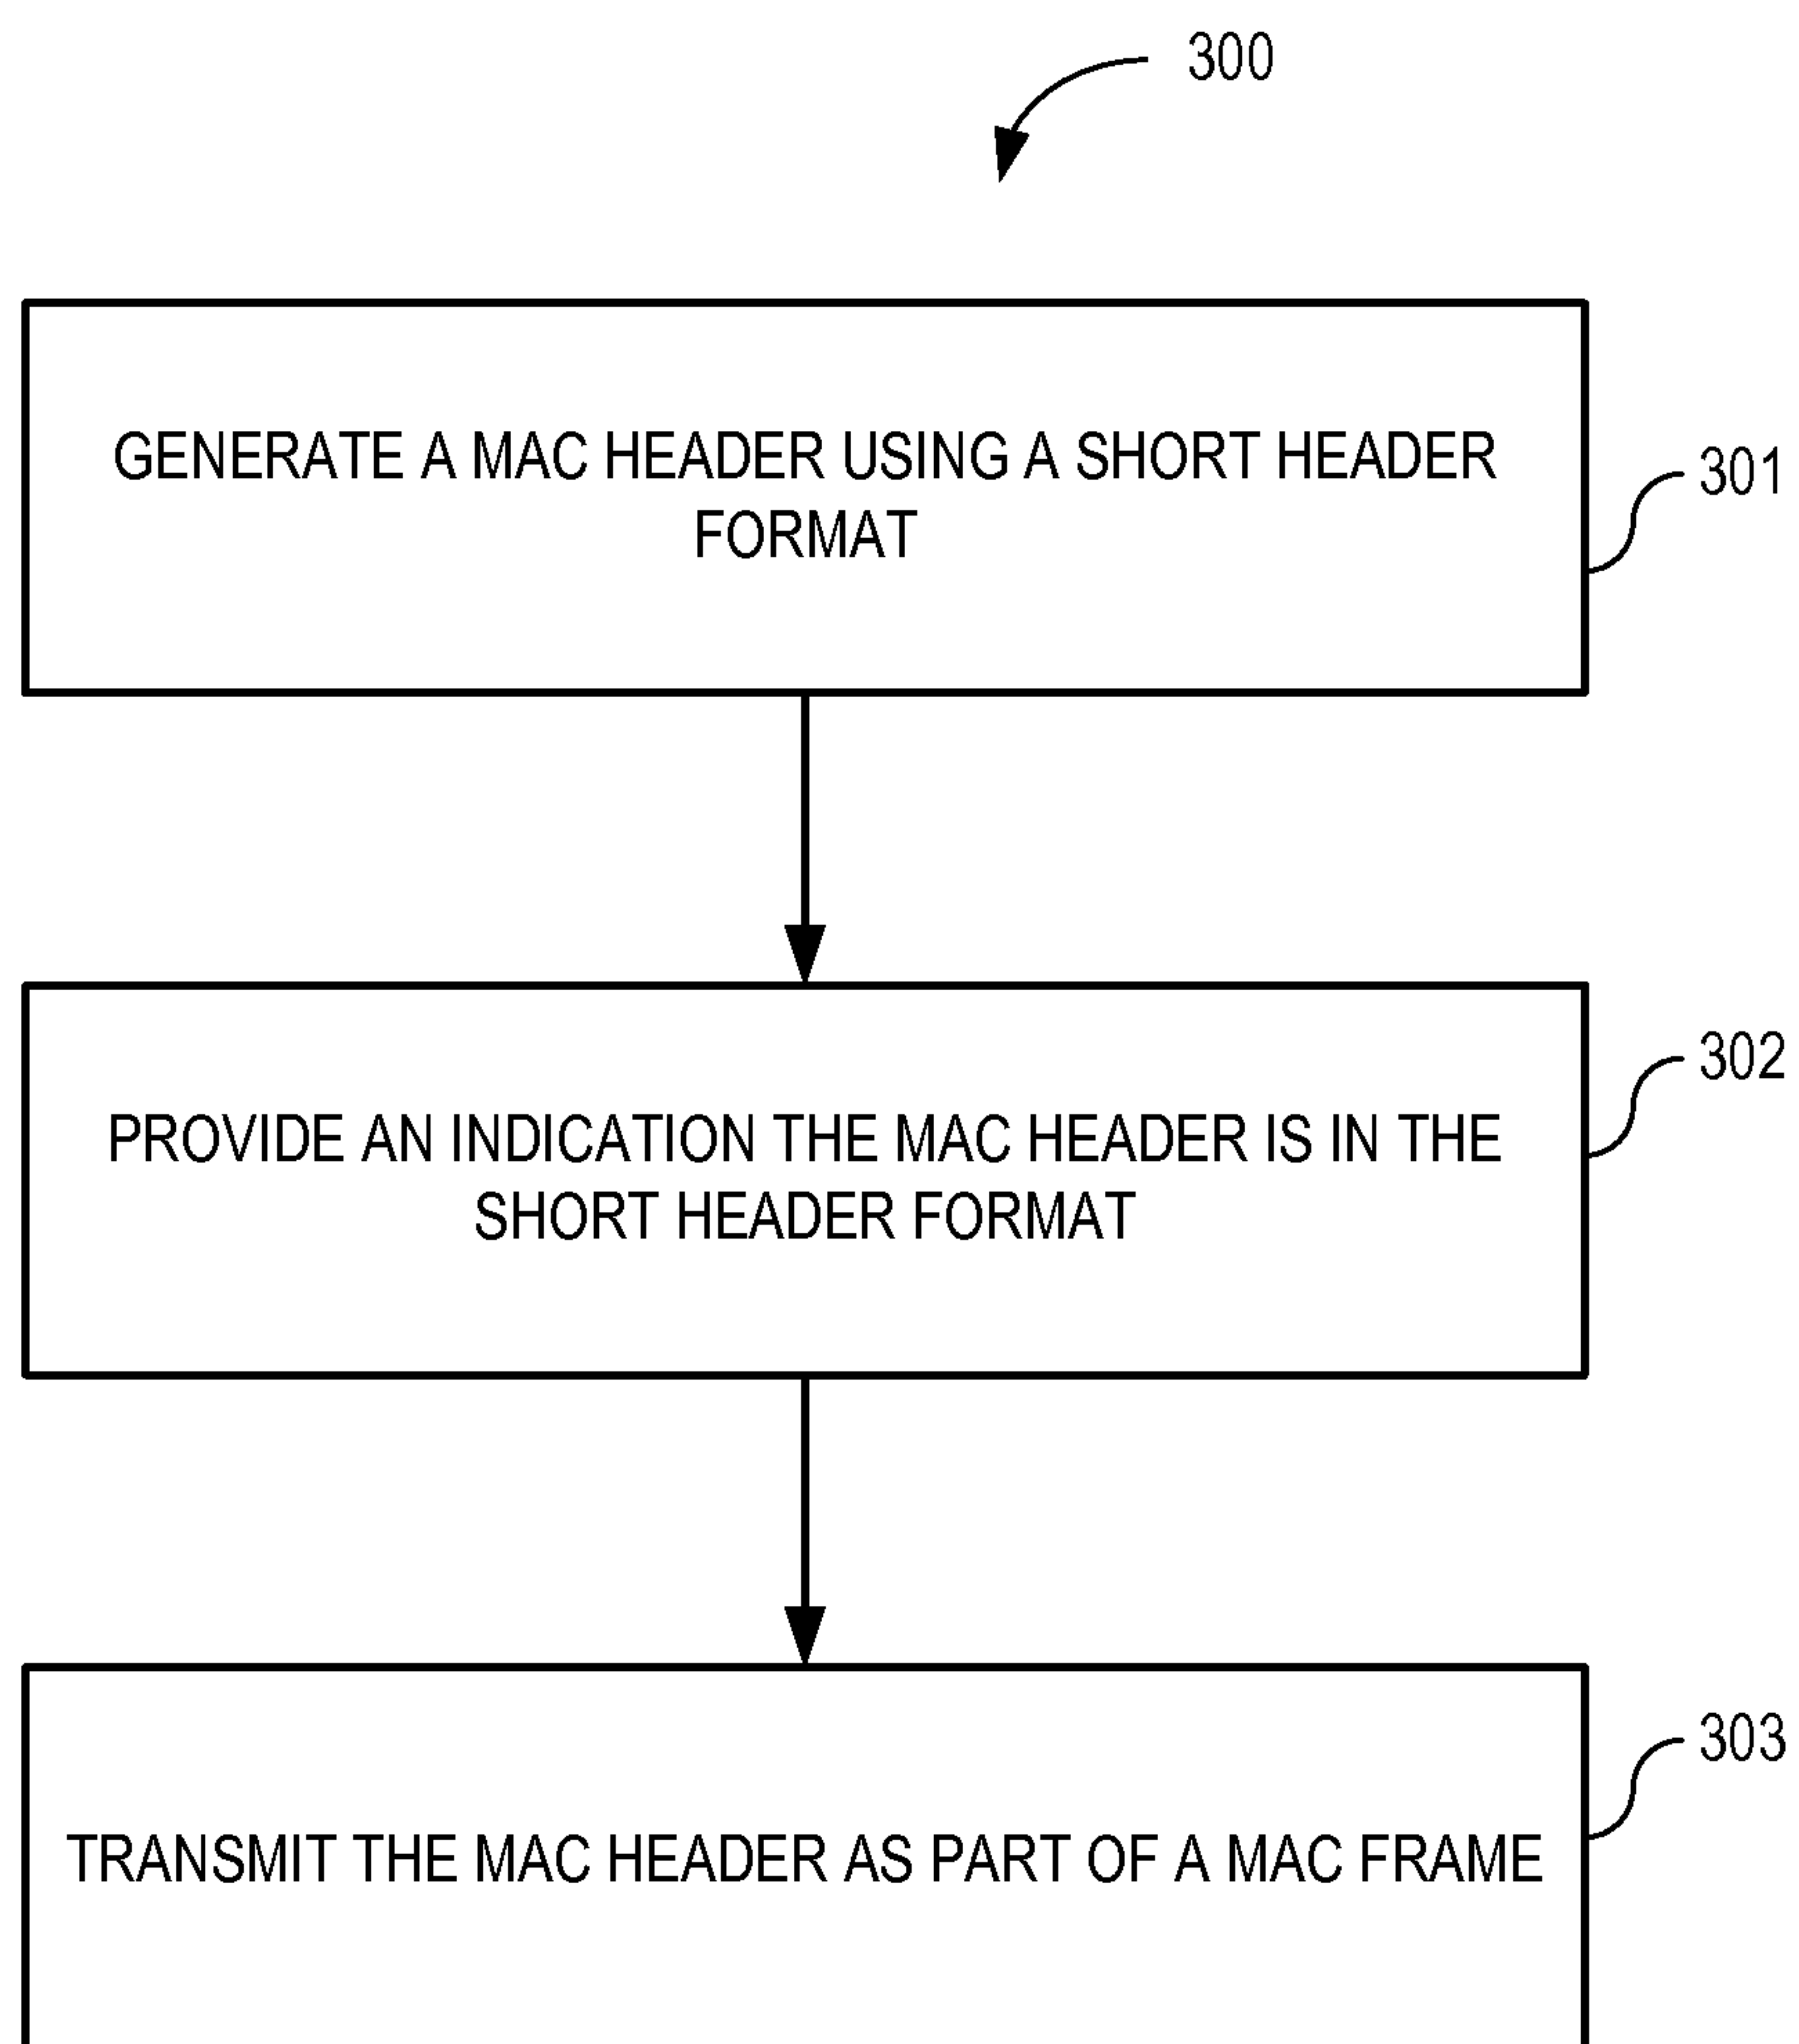 300
GENERATE A MAC HEADER USING A SHORT HEADER
FORMAT
301
PROVIDE AN INDICATION THE MAC HEADER IS IN THE
SHORT HEADER FORMAT
302
TRANSMIT THE MAC HEADER AS PART OF A MAC FRAME
303